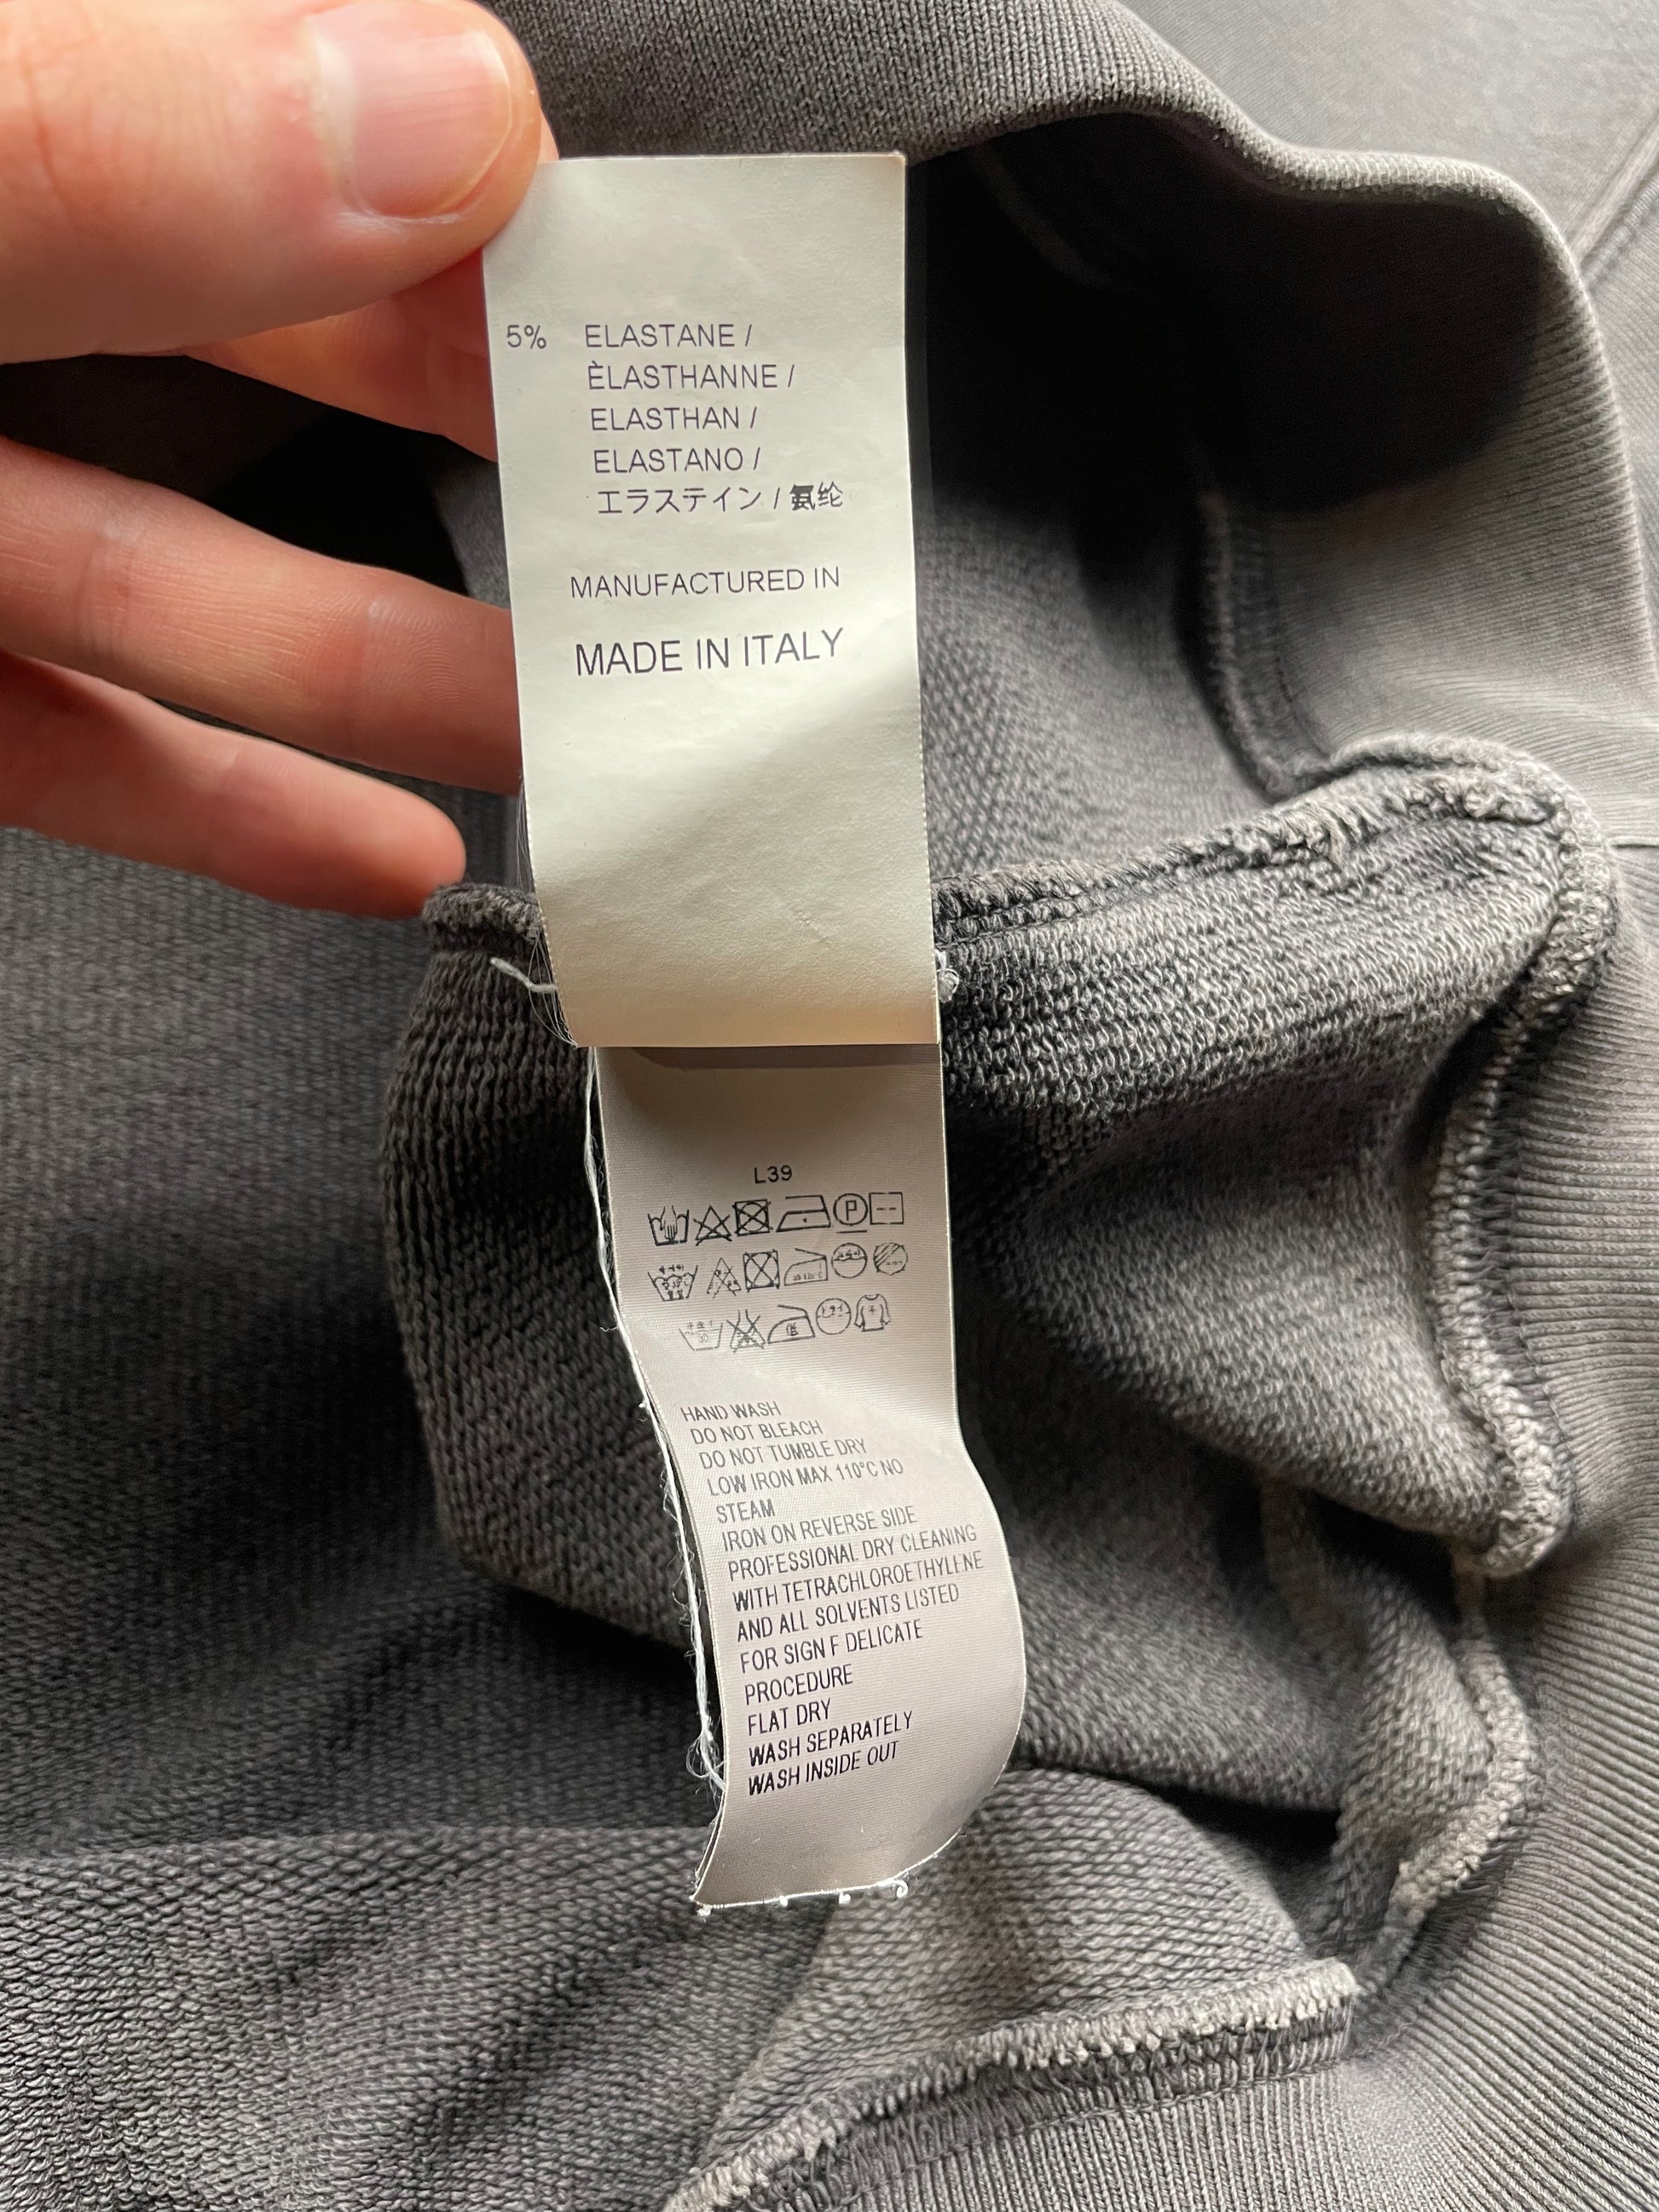 5% ELASTANE /
ÈLASTHANNE /
ELASTHAN /
ELASTANO /
エラステイン / 氨纶
MANUFACTURED IN
MADE IN ITALY
L39
P
HAND WASH
DO NOT BLEACH
DO NOT TUMBLE DRY
LOW IRON MAX 110°C NO
STEAM
IRON ON REVERSE SIDE
PROFESSIONAL DRY CLEANING
WITH TETRACHLOROETHYLENE
AND ALL SOLVENTS LISTED
FOR SIGN F DELICATE
PROCEDURE
FLAT DRY
WASH SEPARATELY
WASH INSIDE OUT